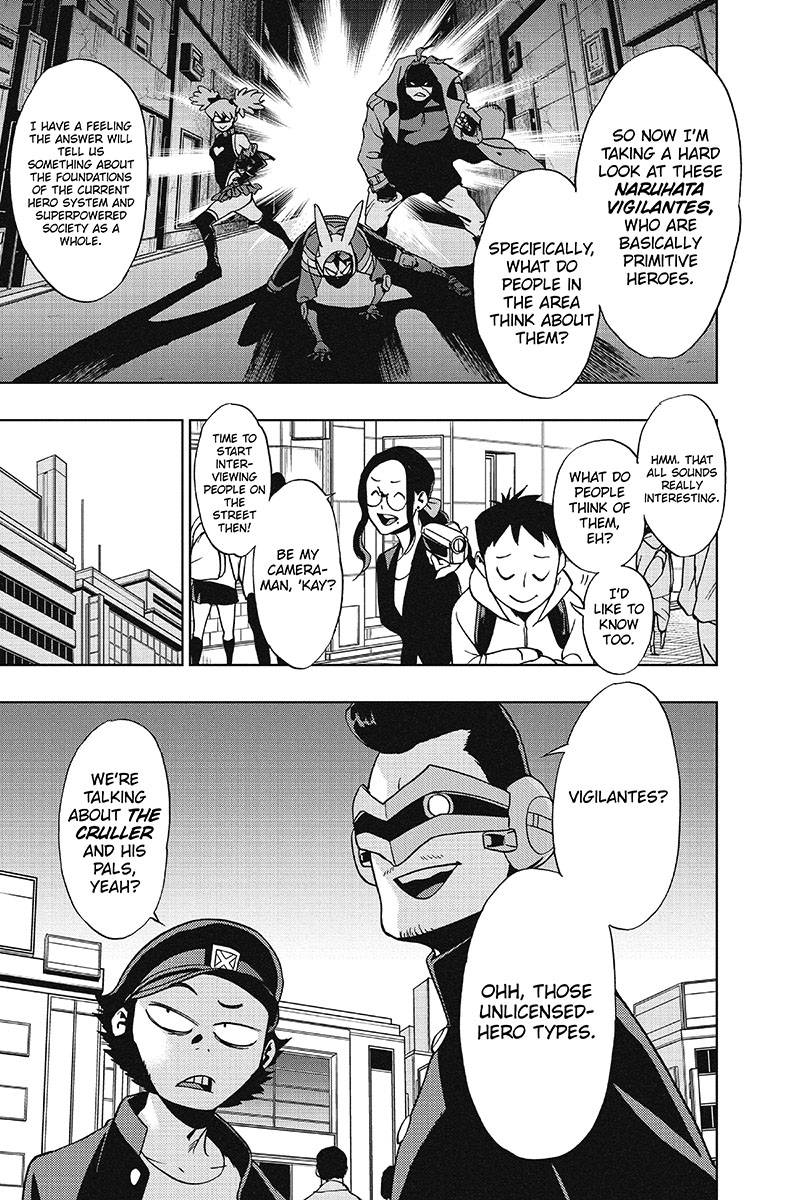 SO NOW I'M
TAKING A HARD
LOOK AT THESE
NARUHATA
VIGILANTES,
WHO ARE
BASICALLY
PRIMITIVE
HEROES.
SPECIFICALLY,
WHAT DO
PEOPLE IN
THE AREA
THINK ABOUT
THEM?
I HAVE A FEELING
THE ANSWER WILL
TELL US
SOMETHING ABOUT
THE FOUNDATIONS
OF THE CURRENT
HERO SYSTEM AND
SUPERPOWERED
SOCIETY AS A
WHOLE.
HMM. THAT
ALL SOUNDS
REALLY
INTERESTING.
WHAT DO
PEOPLE
THINK OF
THEM,
EH?
I'D
LIKE TO
KNOW
TOO.
TIME TO
START
INTER-
VIEWING
PEOPLE ON
THE
STREET
THEN!
BE MY
CAMERA-
MAN, 'KAY?
VIGILANTES?
OHH, THOSE
UNLICENSED-
HERO TYPES.
WE'RE
TALKING
ABOUT THE
CRULLER
AND HIS
PALS,
YEAH?